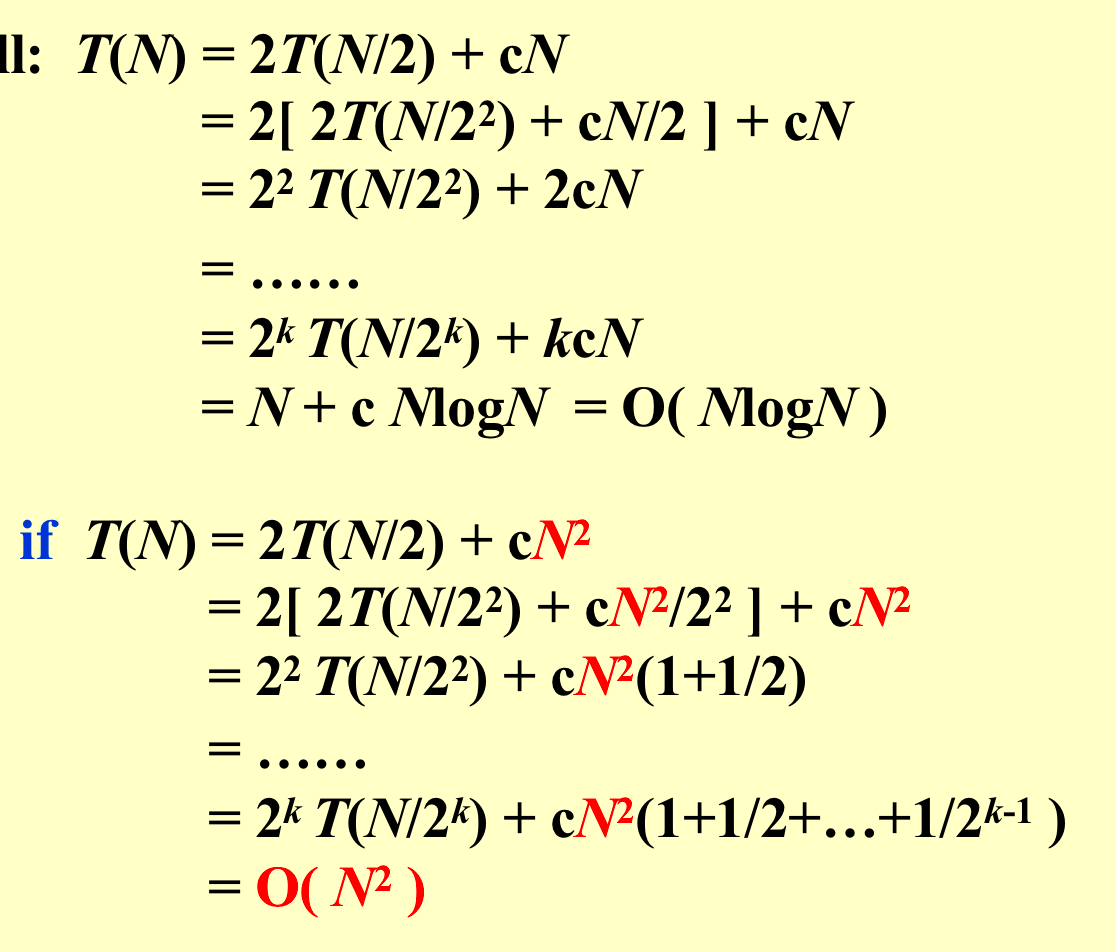 ll: T(N) = 2T(N/2) + cN
= 2[ 2T(N/2²) + cN/2 ] + cN
= 2² T(N/2²) + 2cN
= ……
= 2ᵏ T(N/2ᵏ) + kcN
= N + c NlogN = O( NlogN )
if T(N) = 2T(N/2) + cN²
= 2[ 2T(N/2²) + cN²/2² ] + cN²
= 2² T(N/2²) + cN²(1+1/2)
= ……
= 2ᵏ T(N/2ᵏ) + cN²(1+1/2+…+1/2ᵏ⁻¹ )
= O( N² )